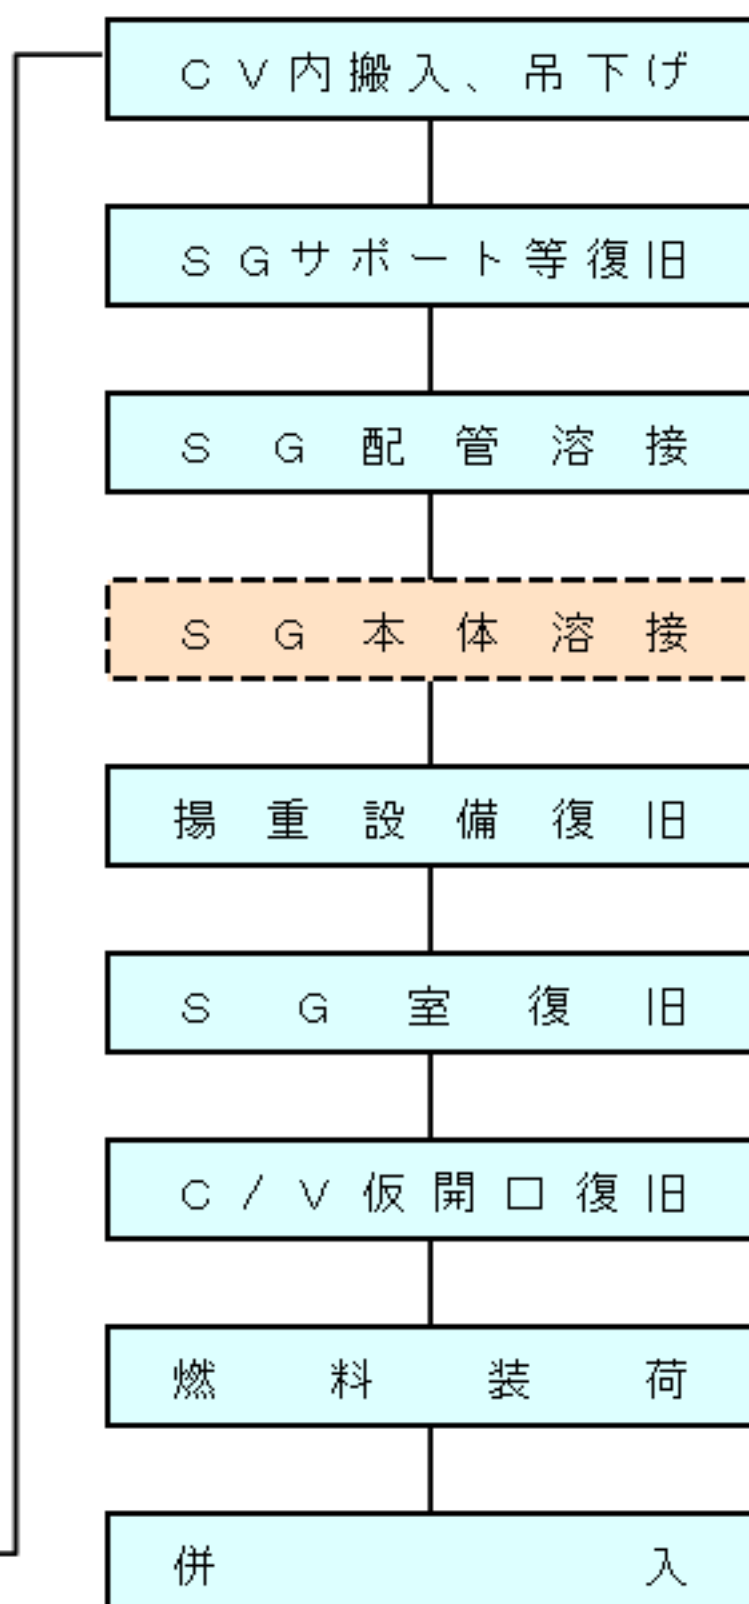 CV内搬入、吊下げ
SGサポート等復旧
SG配管溶接
SG本体溶接
揚重設備復旧
SG室復旧
C/V仮開口復旧
燃料装荷
併入